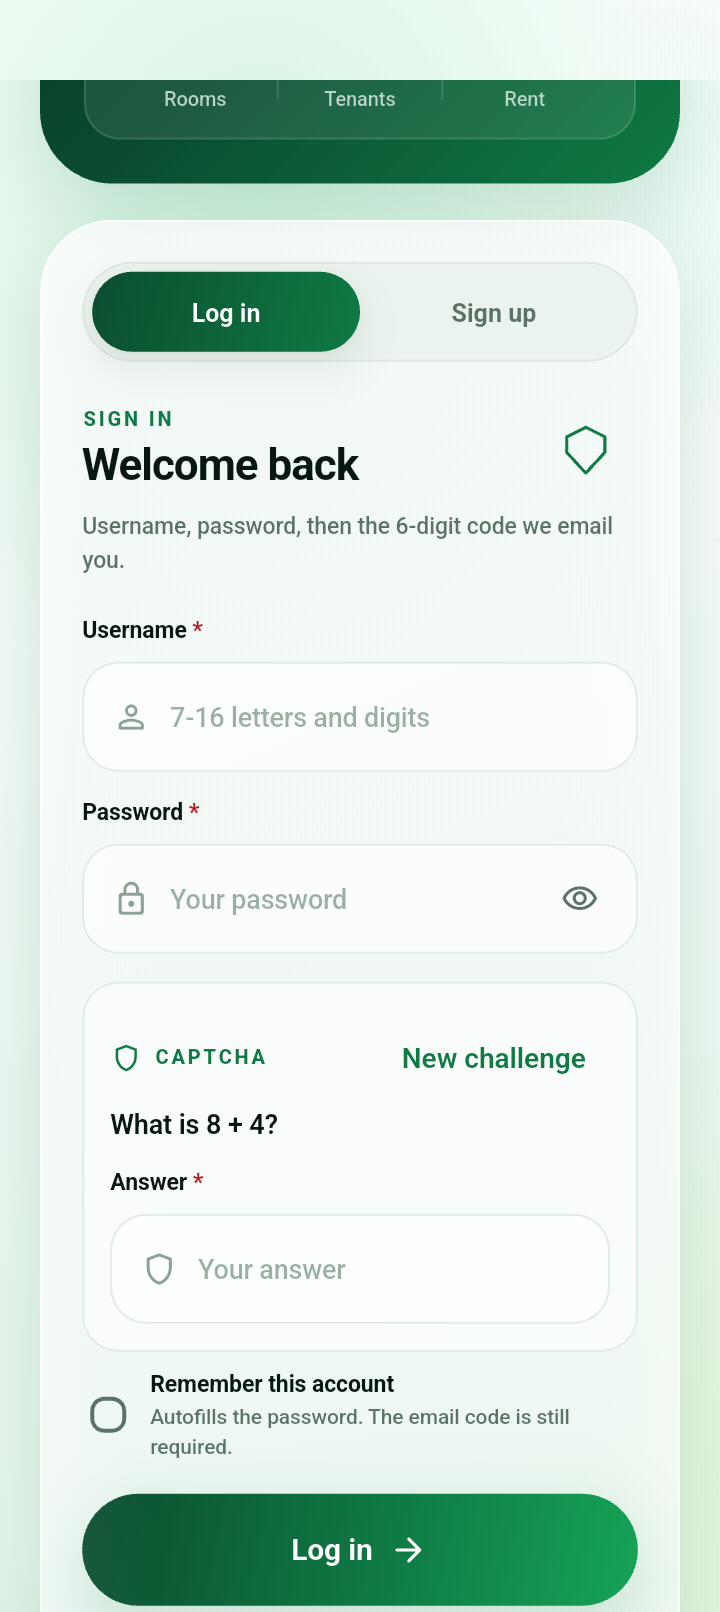 Rooms Tenants Rent
Log in Sign up
SIGN IN
Welcome back
Username, password, then the 6-digit code we email
you.
Username *
7-16 letters and digits
Password *
Your password
CAPTCHA New challenge
What is 8 + 4?
Answer *
Your answer
Remember this account
Autofills the password. The email code is still
required.
Log in →